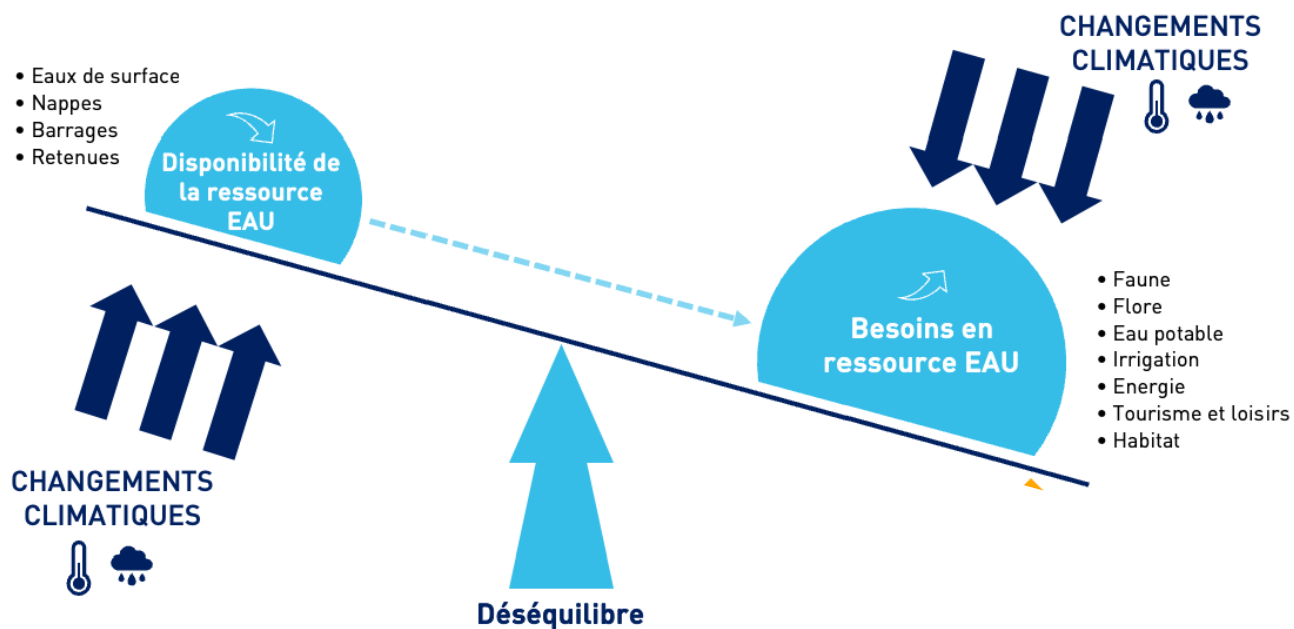 • Eaux de surface
• Nappes
• Barrages
• Retenues
Disponibilité de
la ressource
EAU
CHANGEMENTS
CLIMATIQUES
Besoins en
ressource EAU
• Faune
• Flore
• Eau potable
• Irrigation
• Energie
• Tourisme et loisirs
• Habitat
CHANGEMENTS
CLIMATIQUES
Déséquilibre